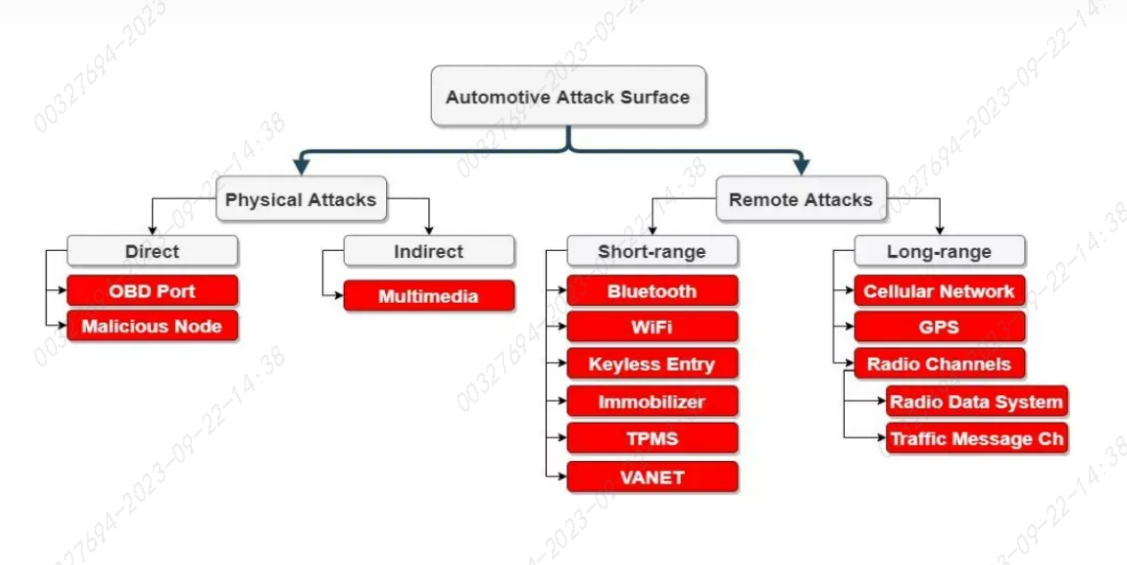 Automotive Attack Surface
Physical Attacks
Remote Attacks
Direct
Indirect
Short-range
Long-range
OBD Port
Malicious Node
Multimedia
Bluetooth
WiFi
Keyless Entry
Immobilizer
TPMS
VANET
Cellular Network
GPS
Radio Channels
Radio Data System
Traffic Message Ch
00327694-2023-09-22-14:38